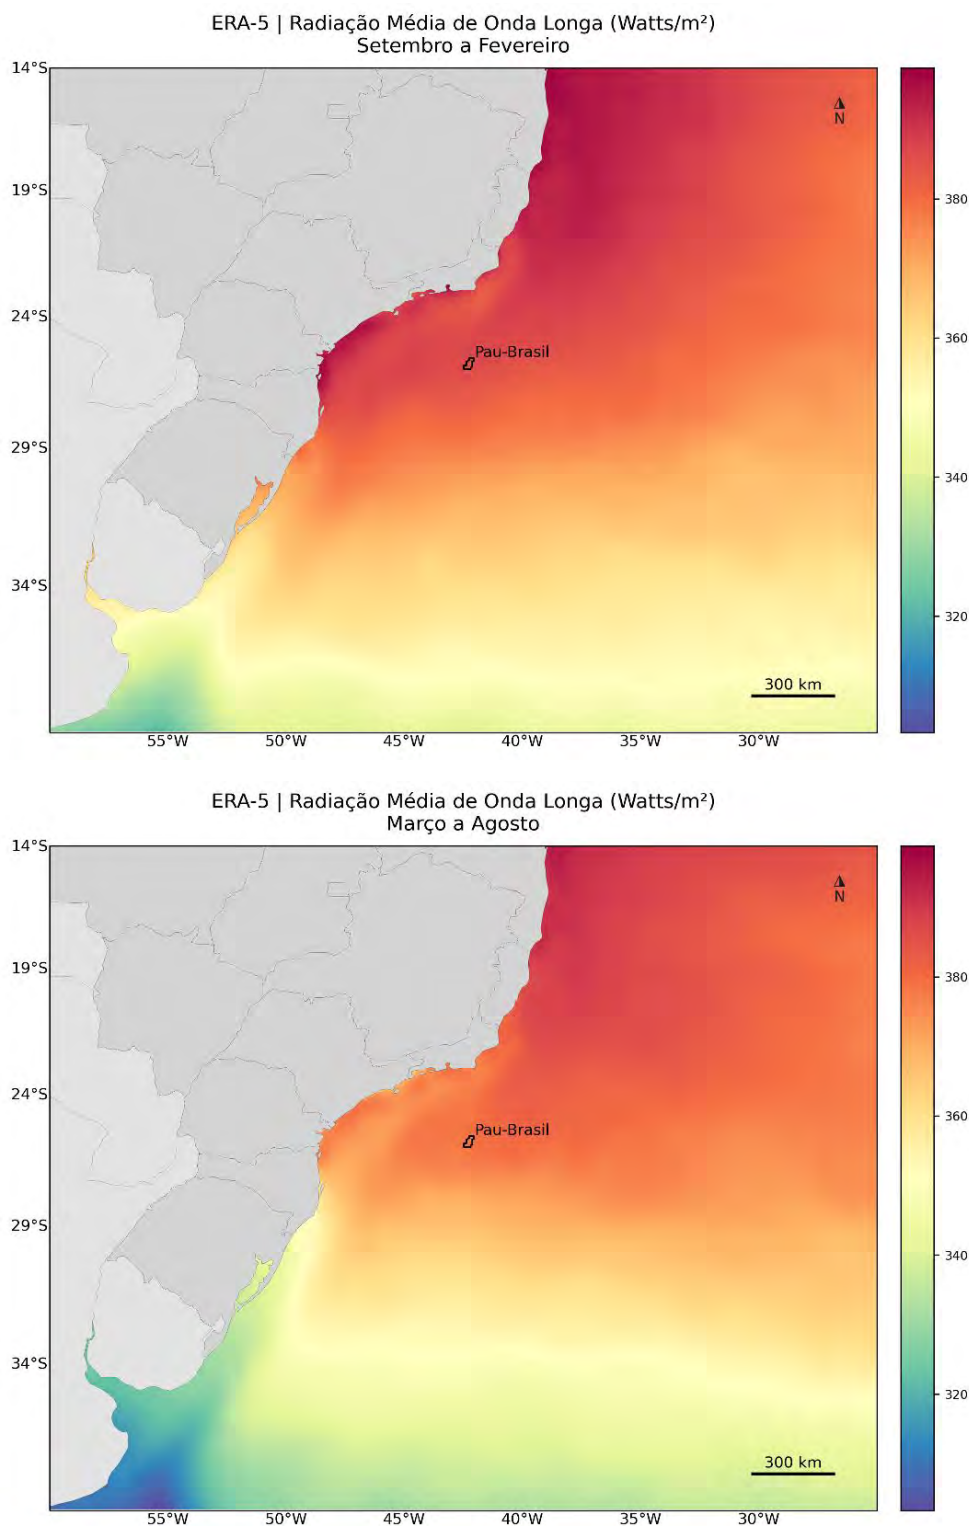 ERA-5 | Radiação Média de Onda Longa (Watts/m²)
Setembro a Fevereiro
14°S
19°S
24°S
29°S
34°S
N
Pau-Brasil
300 km
55°W
50°W
45°W
40°W
35°W
30°W
380
360
340
320
ERA-5 | Radiação Média de Onda Longa (Watts/m²)
Março a Agosto
14°S
19°S
24°S
29°S
34°S
N
Pau-Brasil
300 km
55°W
50°W
45°W
40°W
35°W
30°W
380
360
340
320